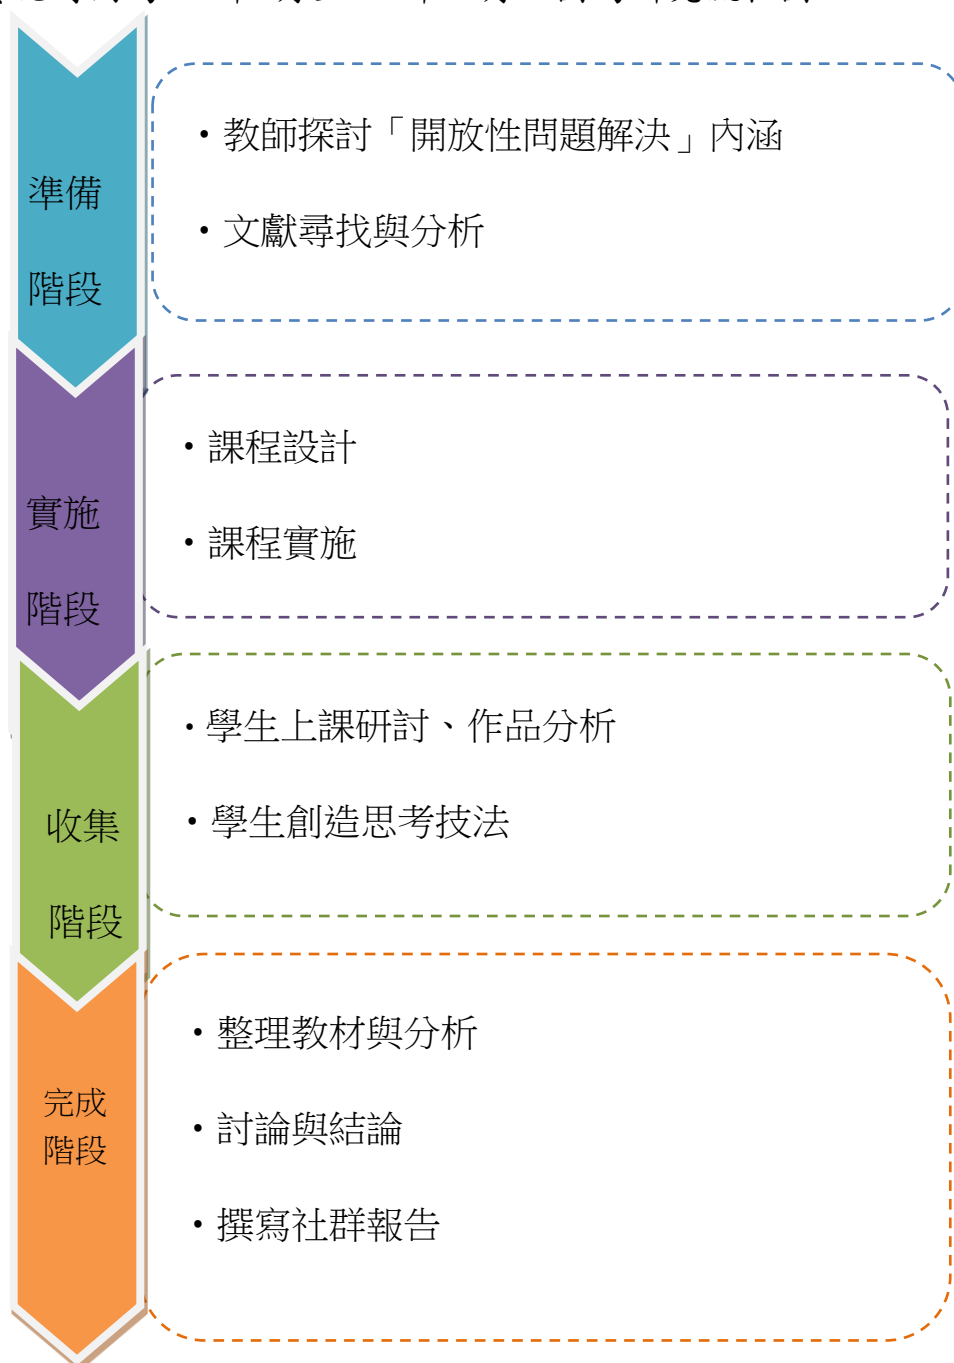 準備
階段
・教師探討「開放性問題解決」內涵
・文獻尋找與分析
實施
階段
・課程設計
・課程實施
收集
階段
・學生上課研討、作品分析
・學生創造思考技法
完成
階段
・整理教材與分析
・討論與結論
・撰寫社群報告